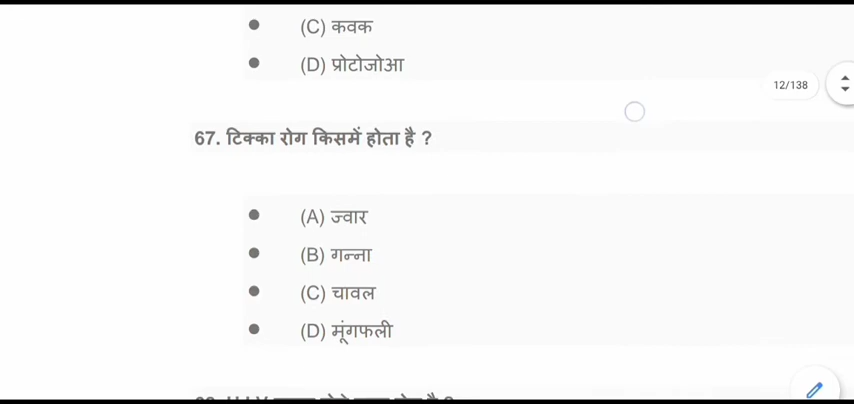 (C) कवक
(D) प्रोटोजोआ
12/138
67. टिक्का रोग किसमें होता है ?
(A) ज्वार
(B) गन्ना
(C) चावल
(D) मूंगफली